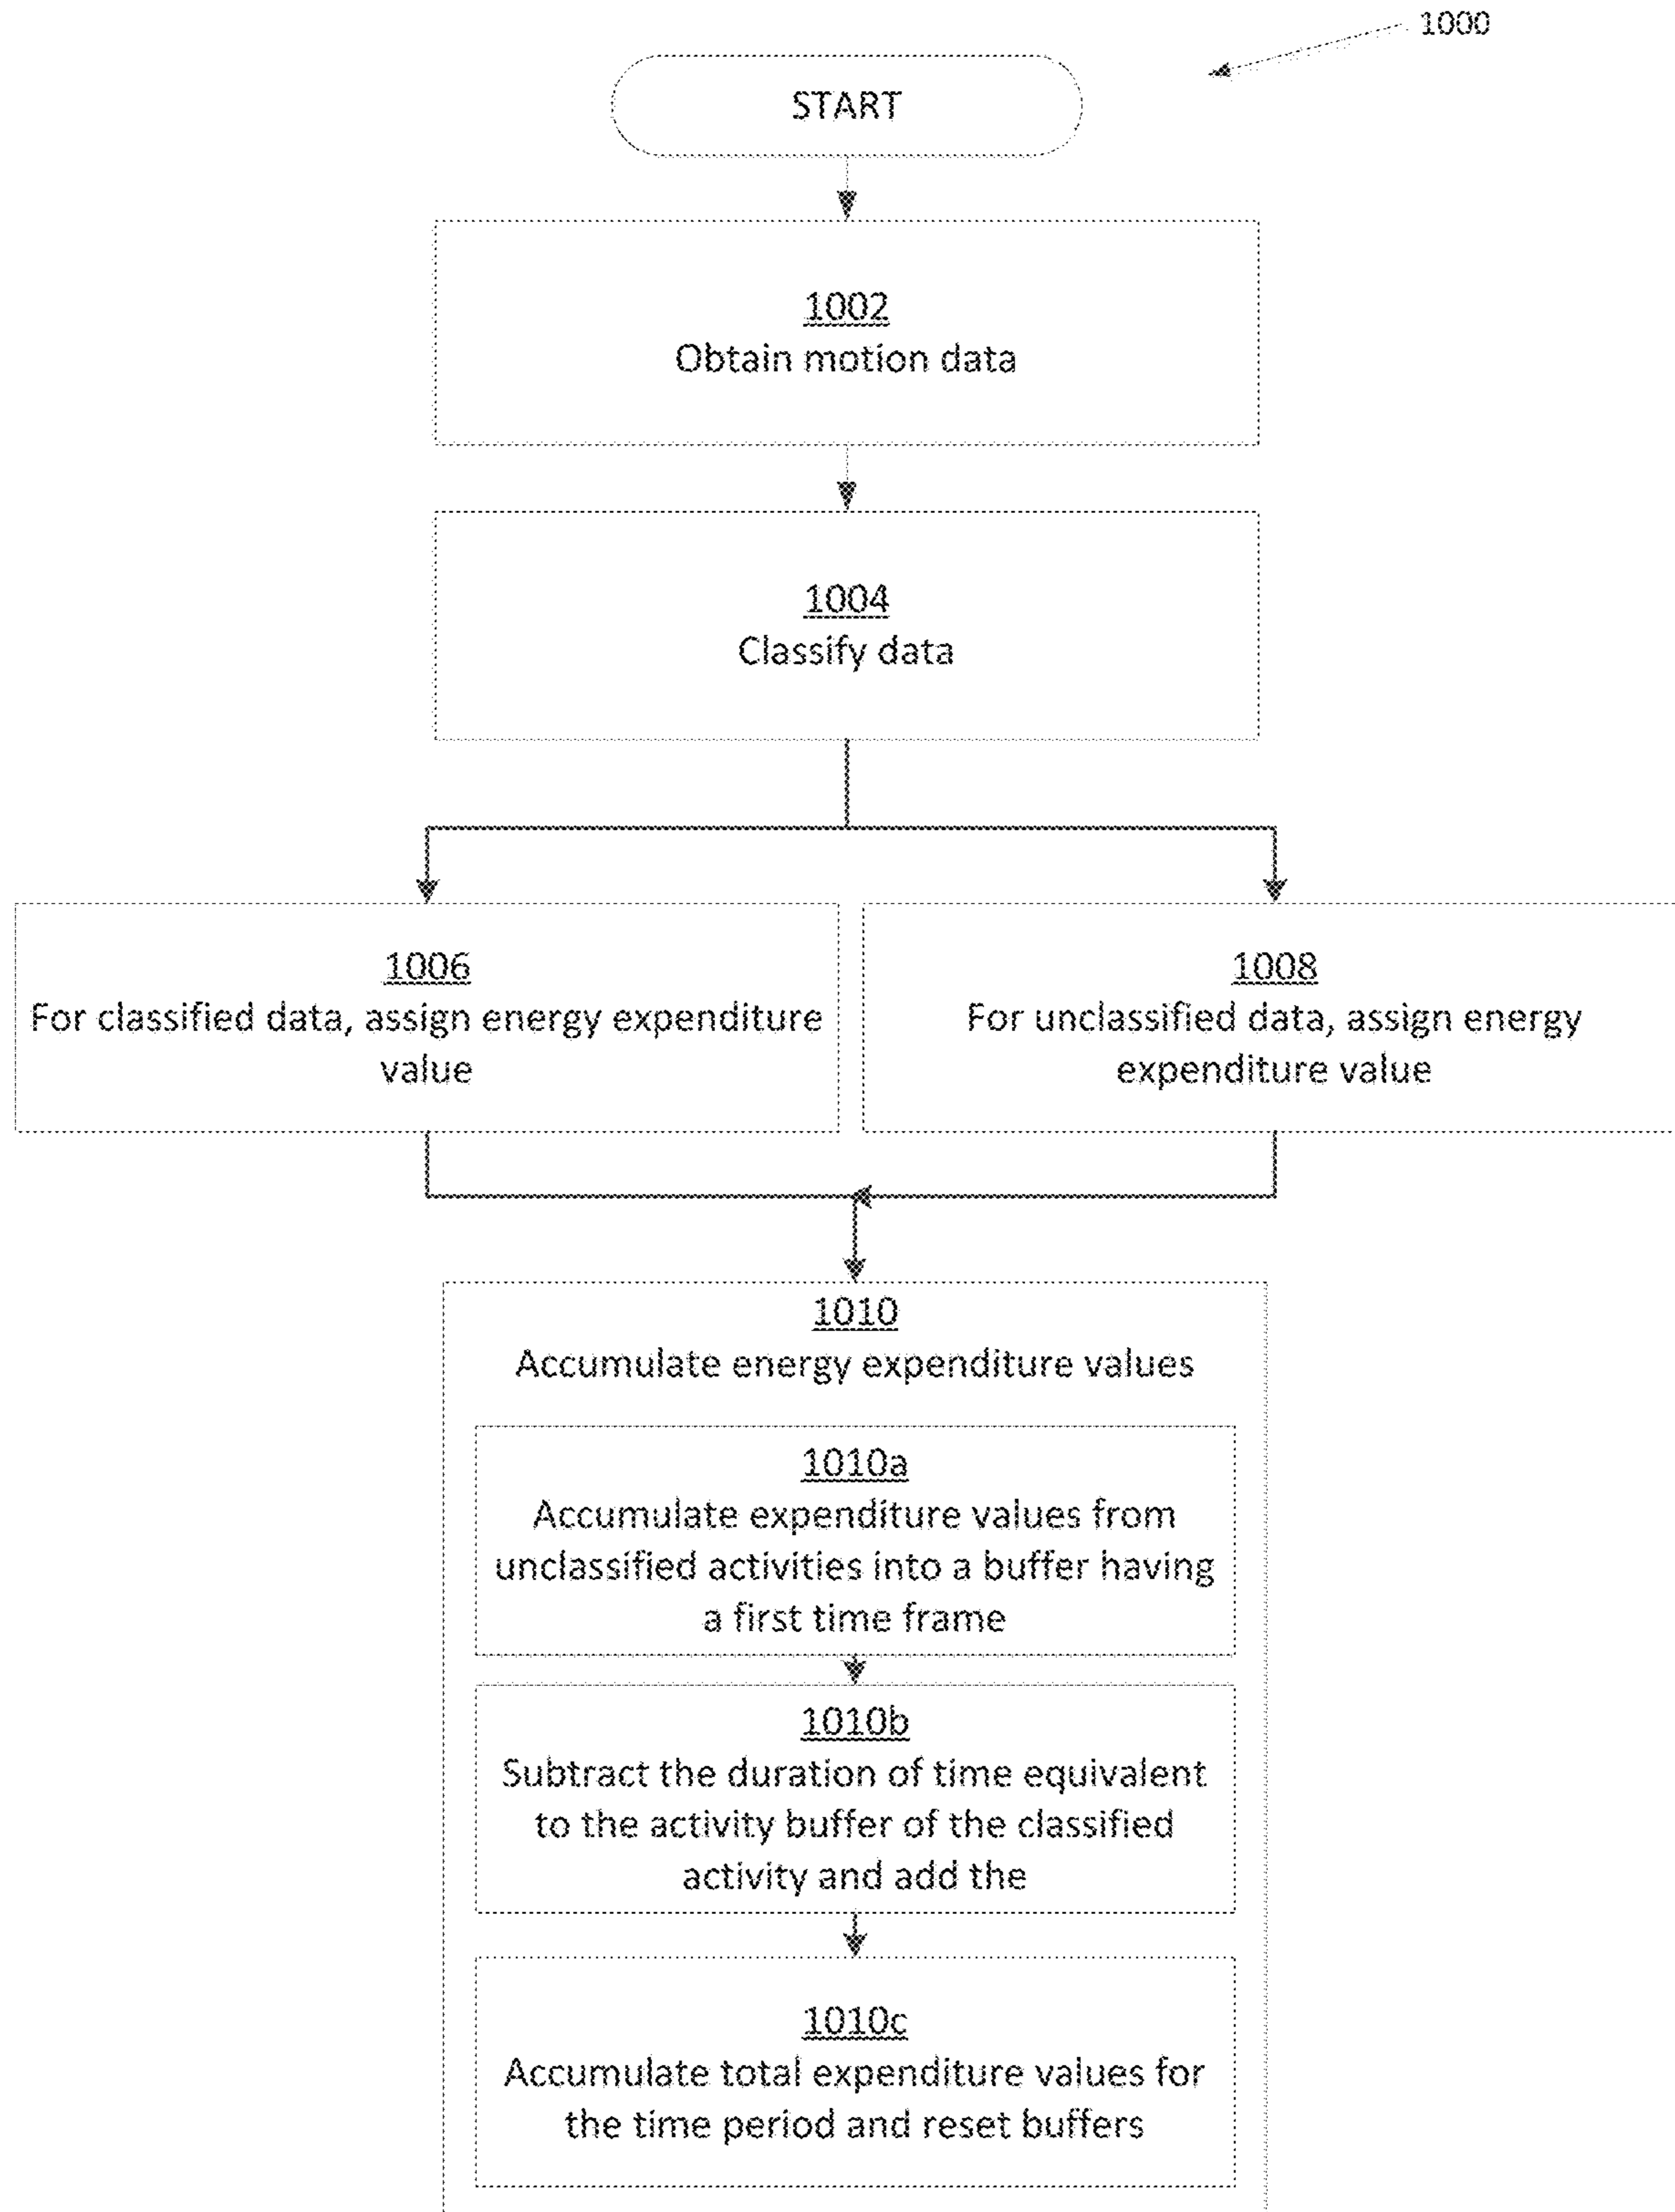 1000
START
1002
Obtain motion data
1004
Classify data
1006
For classified data, assign energy expenditure
value
1008
For unclassified data, assign energy
expenditure value
1010
Accumulate energy expenditure values
1010a
Accumulate expenditure values from
unclassified activities into a buffer having
a first time frame
1010b
Subtract the duration of time equivalent
to the activity buffer of the classified
activity and add the
1010c
Accumulate total expenditure values for
the time period and reset buffers